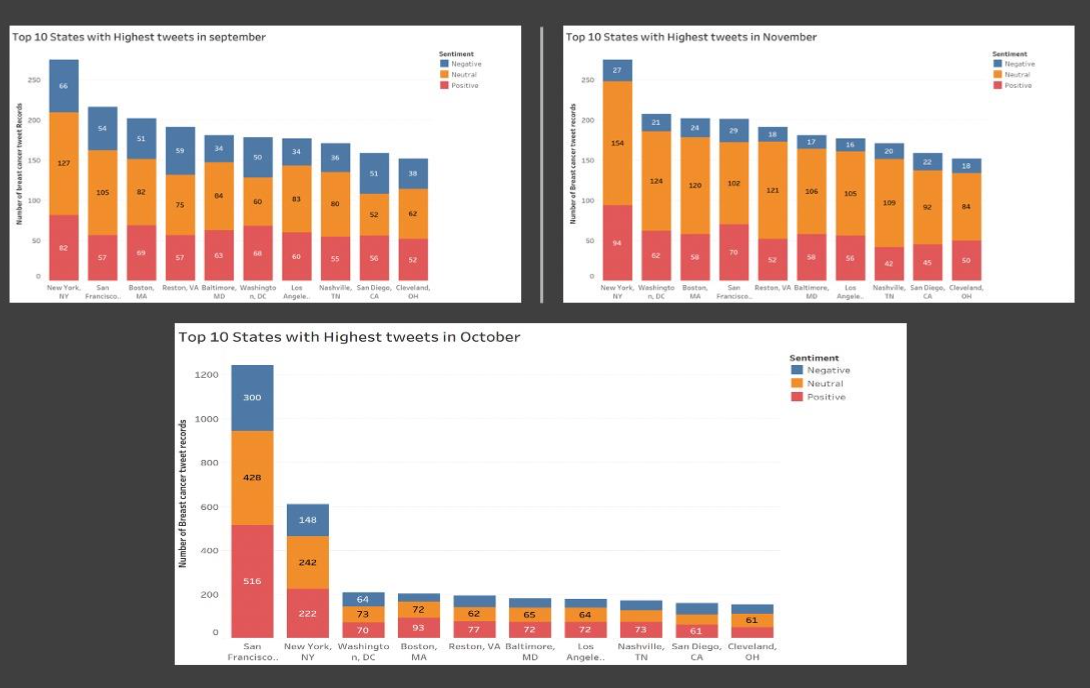 Top 10 States with Highest tweets in september
Sentiment
Negative
Neutral
Positive
Number of breast cancer tweet Records
250
200
150
100
50
0
66 54 51 59 34 50 34 36 51 38
127 105 82 75 84 60 83 80 52 62
82 57 69 57 63 68 60 55 56 52
New York, San Boston, Reston, VA Baltimore, Washingto Los Nashville, San Diego, Cleveland,
NY Francisco.. MA MD n, DC Angele.. TN CA OH
Top 10 States with Highest tweets in November
Sentiment
Negative
Neutral
Positive
Number of Breast cancer tweet Records
250
200
150
100
50
0
27 21 24 29 18 17 16 20 22 18
154 124 120 102 121 106 105 109 92 84
94 62 58 70 52 58 56 42 45 50
New York, Washingto Boston, San Reston, VA Baltimore, Los Nashville, San Diego, Cleveland,
NY n, DC MA Francisco.. MD Angele.. TN CA OH
Top 10 States with Highest tweets in October
Sentiment
Negative
Neutral
Positive
Number of Breast cancer tweet records
1200
1000
800
600
400
200
0
300 148 64
428 242 73 72 62 65 64 61
516 222 70 93 77 72 72 73 61
San New York, Washingto Boston, Reston, VA Baltimore, Los Nashville, San Diego, Cleveland,
Francisco.. NY n, DC MA MD Angele.. TN CA OH